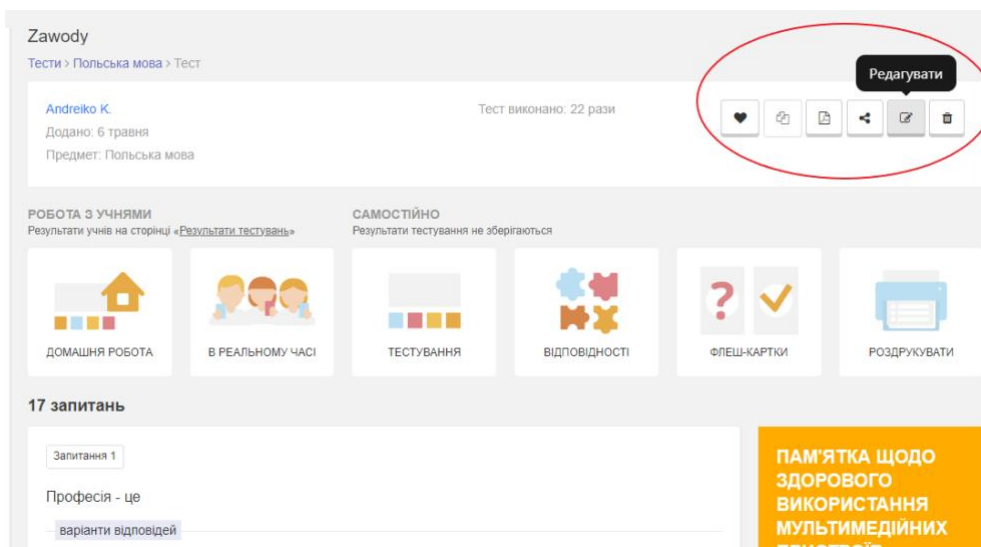 Zawody
Тести › Польська мова › Тест
Редагувати
Andreiko K.
Тест виконано: 22 рази
Додано: 6 травня
Предмет: Польська мова
РОБОТА З УЧНЯМИ
Результати учнів на сторінці «Результати тестувань»
САМОСТІЙНО
Результати тестування не зберігаються
ДОМАШНЯ РОБОТА
В РЕАЛЬНОМУ ЧАСІ
ТЕСТУВАННЯ
ВІДПОВІДНОСТІ
ФЛЕШ-КАРТКИ
РОЗДРУКУВАТИ
17 запитань
Запитання 1
Професія - це
варіанти відповідей
ПАМ'ЯТКА ЩОДО
ЗДОРОВОГО
ВИКОРИСТАННЯ
МУЛЬТИМЕДІЙНИХ